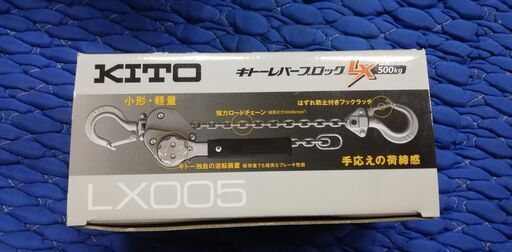 KITO
キトーレバーブロック LX 500kg
小形・軽量
はずれ防止付きフックラッチ
強力ロードチェーン
キトー独自の遊転装置
手応えの荷締感
LX005